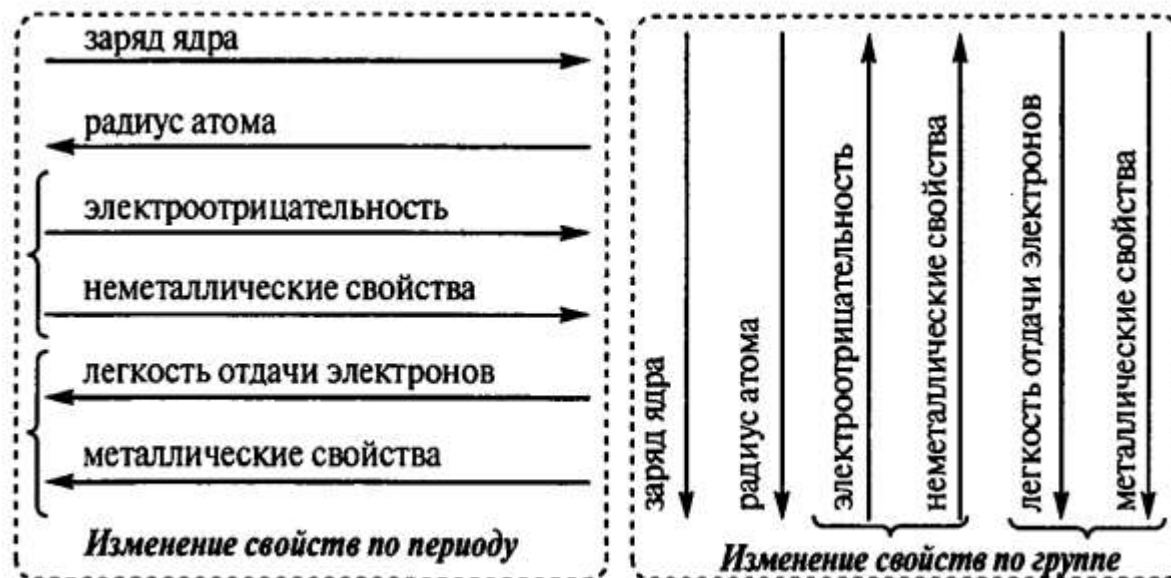 заряд ядра
радиус атома
электроотрицательность
неметаллические свойства
легкость отдачи электронов
металлические свойства
Изменение свойств по периоду
заряд ядра
радиус атома
электроотрицательность
неметаллические свойства
легкость отдачи электронов
металлические свойства
Изменение свойств по группе